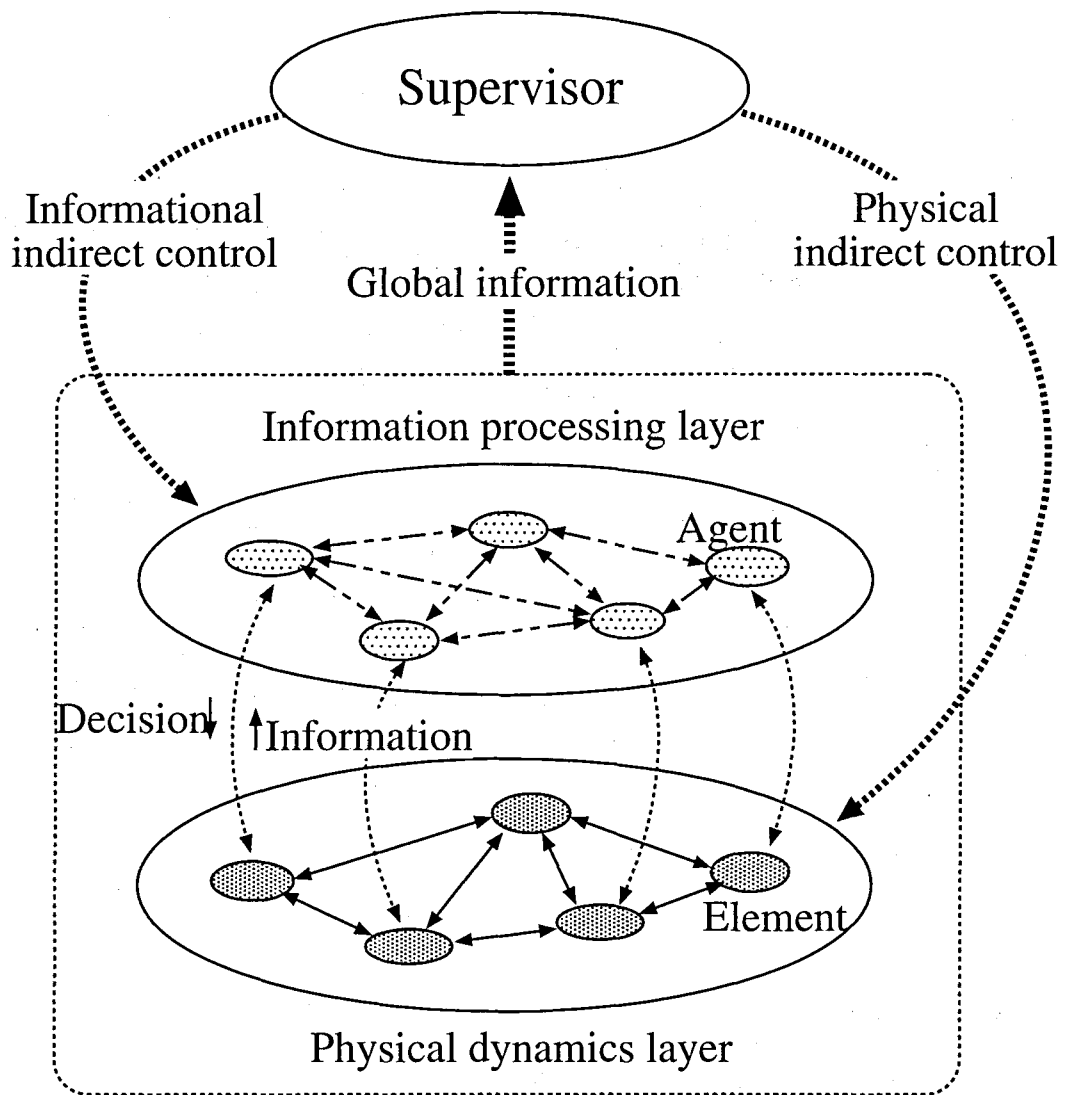 Supervisor
Informational
indirect control
Physical
indirect control
Global information
Information processing layer
Agent
Decision
Information
Element
Physical dynamics layer